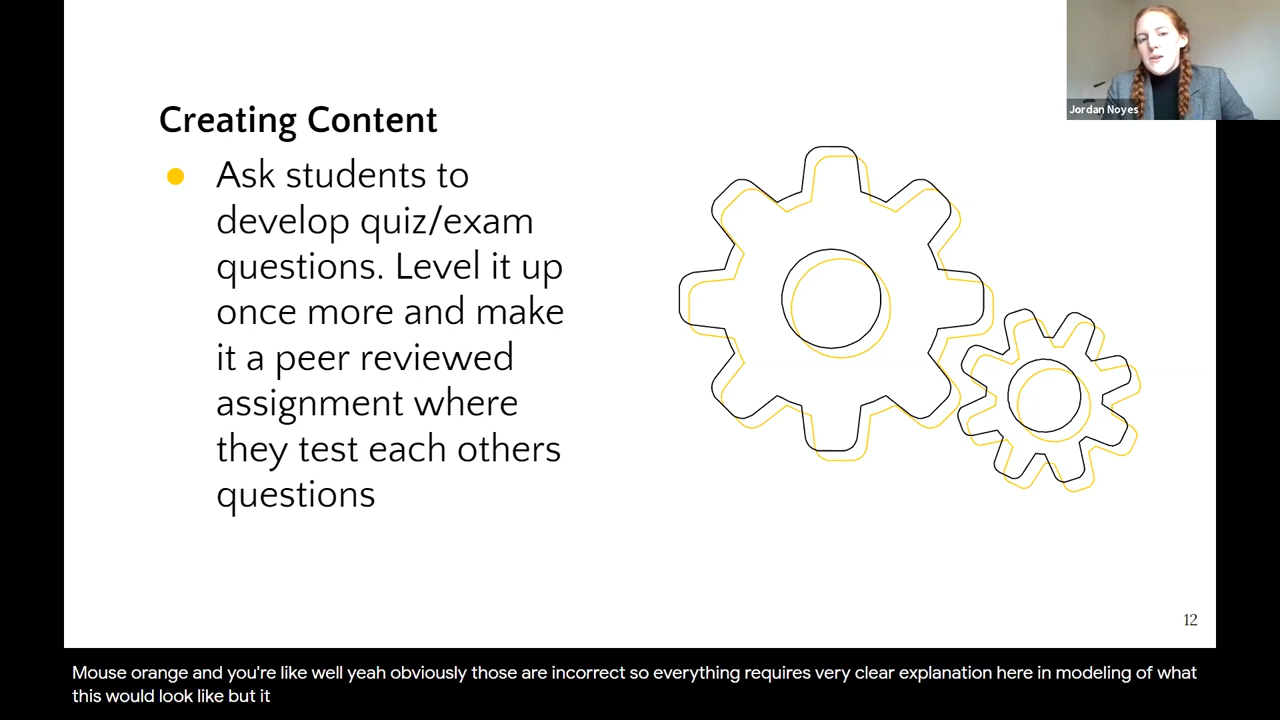 Jordan Noyes
Creating Content
Ask students to
develop quiz/exam
questions. Level it up
once more and make
it a peer reviewed
assignment where
they test each others
questions
12
Mouse orange and you're like well yeah obviously those are incorrect so everything requires very clear explanation here in modeling of what
this would look like but it